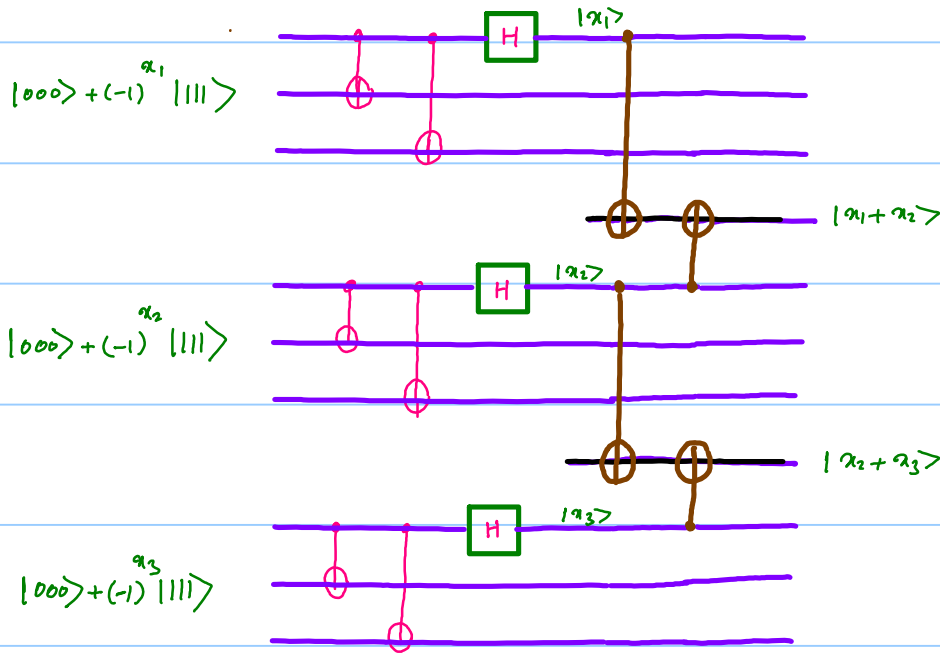 |x₁⟩
H
|000⟩ + (-1)^x₁ |111⟩
|x₁ + x₂⟩
|x₂⟩
H
|000⟩ + (-1)^x₂ |111⟩
|x₂ + x₃⟩
|x₃⟩
H
|000⟩ + (-1)^x₃ |111⟩